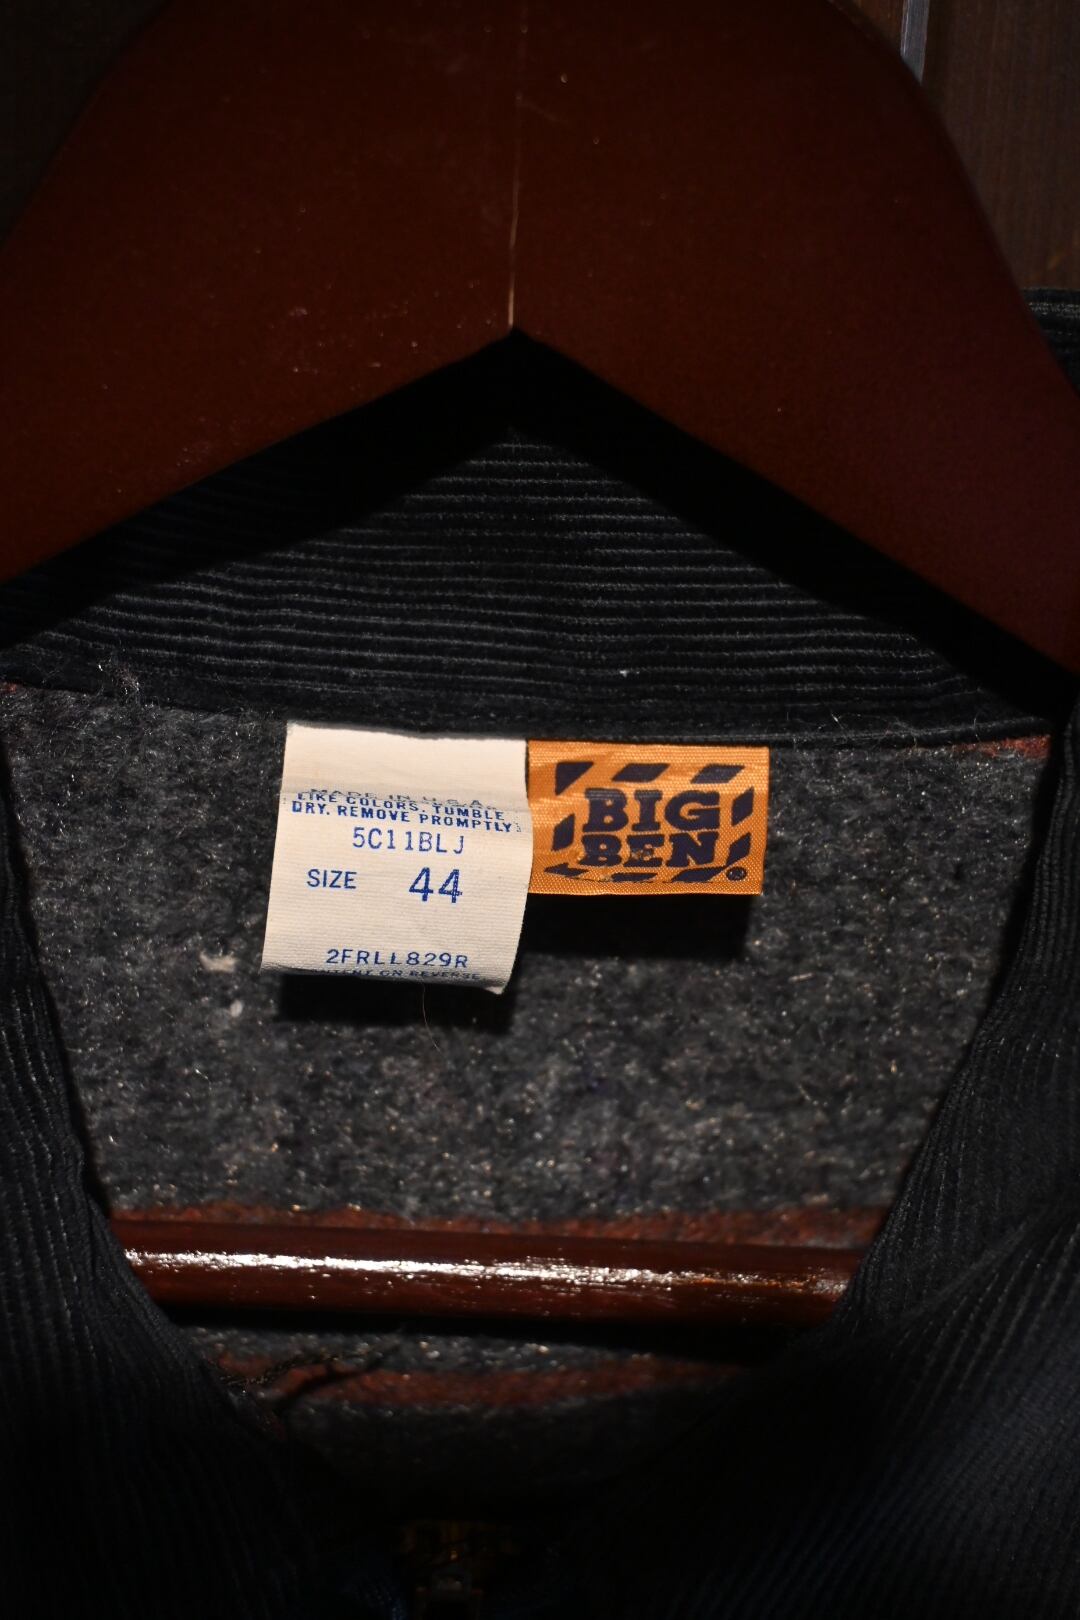 MADE IN U.S.A.
LIKE COLORS. TUMBLE
DRY. REMOVE PROMPTLY
5C11BLJ
SIZE 44
2FRLL829R
CONTENT ON REVERSE
BIG
BEN
®